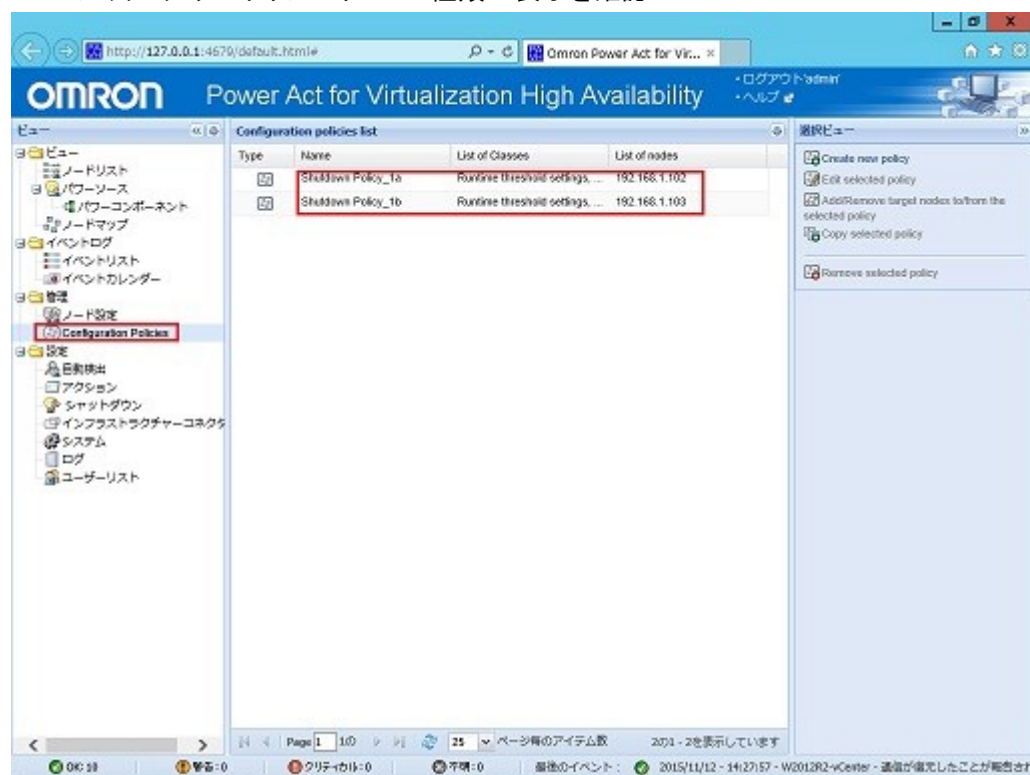 http://127.0.0.1:4679/default.html#
Omron Power Act for Vir... ×
OMRON
Power Act for Virtualization High Availability
・ログアウト'admin'
・ヘルプ
ビュー
ビュー
ノードリスト
パワーソース
パワーコンポーネント
ノードマップ
イベントログ
イベントリスト
イベントカレンダー
管理
ノード設定
Configuration Policies
設定
自動検出
アクション
シャットダウン
インフラストラクチャーコネクタ
システム
ログ
ユーザーリスト
Configuration policies list
Type Name List of Classes List of nodes
Shutdown Policy_1a Runtime threshold settings, ... 192.168.1.102
Shutdown Policy_1b Runtime threshold settings, ... 192.168.1.103
選択ビュー
Create new policy
Edit selected policy
Add/Remove target nodes to/from the
selected policy
Copy selected policy
Remove selected policy
Page 1 1の 25 ページ毎のアイテム数 2の1 - 2を表示しています
OK: 10 警告:0 クリティカル:0 不明:0 最後のイベント: 2015/11/12 - 14:27:57 - W2012R2-vCenter - 通信が復元したことが報告さ